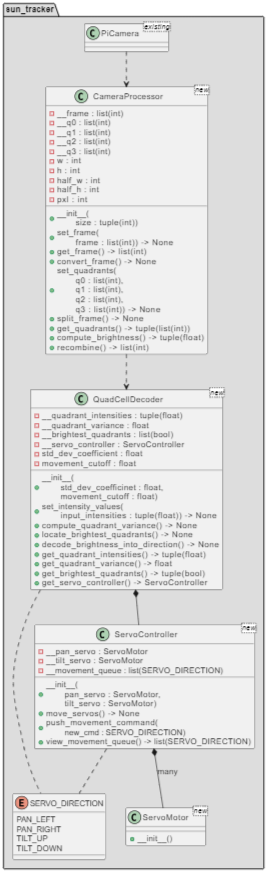 sun_tracker
existing
C PiCamera
new
C CameraProcessor
__frame : list(int)
__q0 : list(int)
__q1 : list(int)
__q2 : list(int)
__q3 : list(int)
w : int
h : int
half_w : int
half_h : int
pxl : int
__init__(
size : tuple(int))
set_frame(
frame : list(int)) -> None
get_frame() -> list(int)
convert_frame() -> None
set_quadrants(
q0 : list(int),
q1 : list(int),
q2 : list(int),
q3 : list(int)) -> None
split_frame() -> None
get_quadrants() -> tuple(list(int))
compute_brightness() -> tuple(float)
recombine() -> list(int)
new
C QuadCellDecoder
__quadrant_intensities : tuple(float)
__quadrant_variance : float
__brightest_quadrants : list(bool)
__servo_controller : ServoController
std_dev_coefficient : float
movement_cutoff : float
__init__(
std_dev_coefficinet : float,
movement_cutoff : float)
set_intensity_values(
input_intensities : tuple(float)) -> None
compute_quadrant_variance() -> None
locate_brightest_quadrants() -> None
decode_brightness_into_direction() -> None
get_quadrant_intensities() -> tuple(float)
get_quadrant_variance() -> float
get_brightest_quadrants() -> tuple(bool)
get_servo_controller() -> ServoController
new
C ServoController
__pan_servo : ServoMotor
__tilt_servo : ServoMotor
__movement_queue : list(SERVO_DIRECTION)
__init__(
pan_servo : ServoMotor,
tilt_servo : ServoMotor)
move_servos() -> None
push_movement_command(
new_cmd : SERVO_DIRECTION)
view_movement_queue() -> list(SERVO_DIRECTION)
many
E SERVO_DIRECTION
PAN_LEFT
PAN_RIGHT
TILT_UP
TILT_DOWN
new
C ServoMotor
__init__()